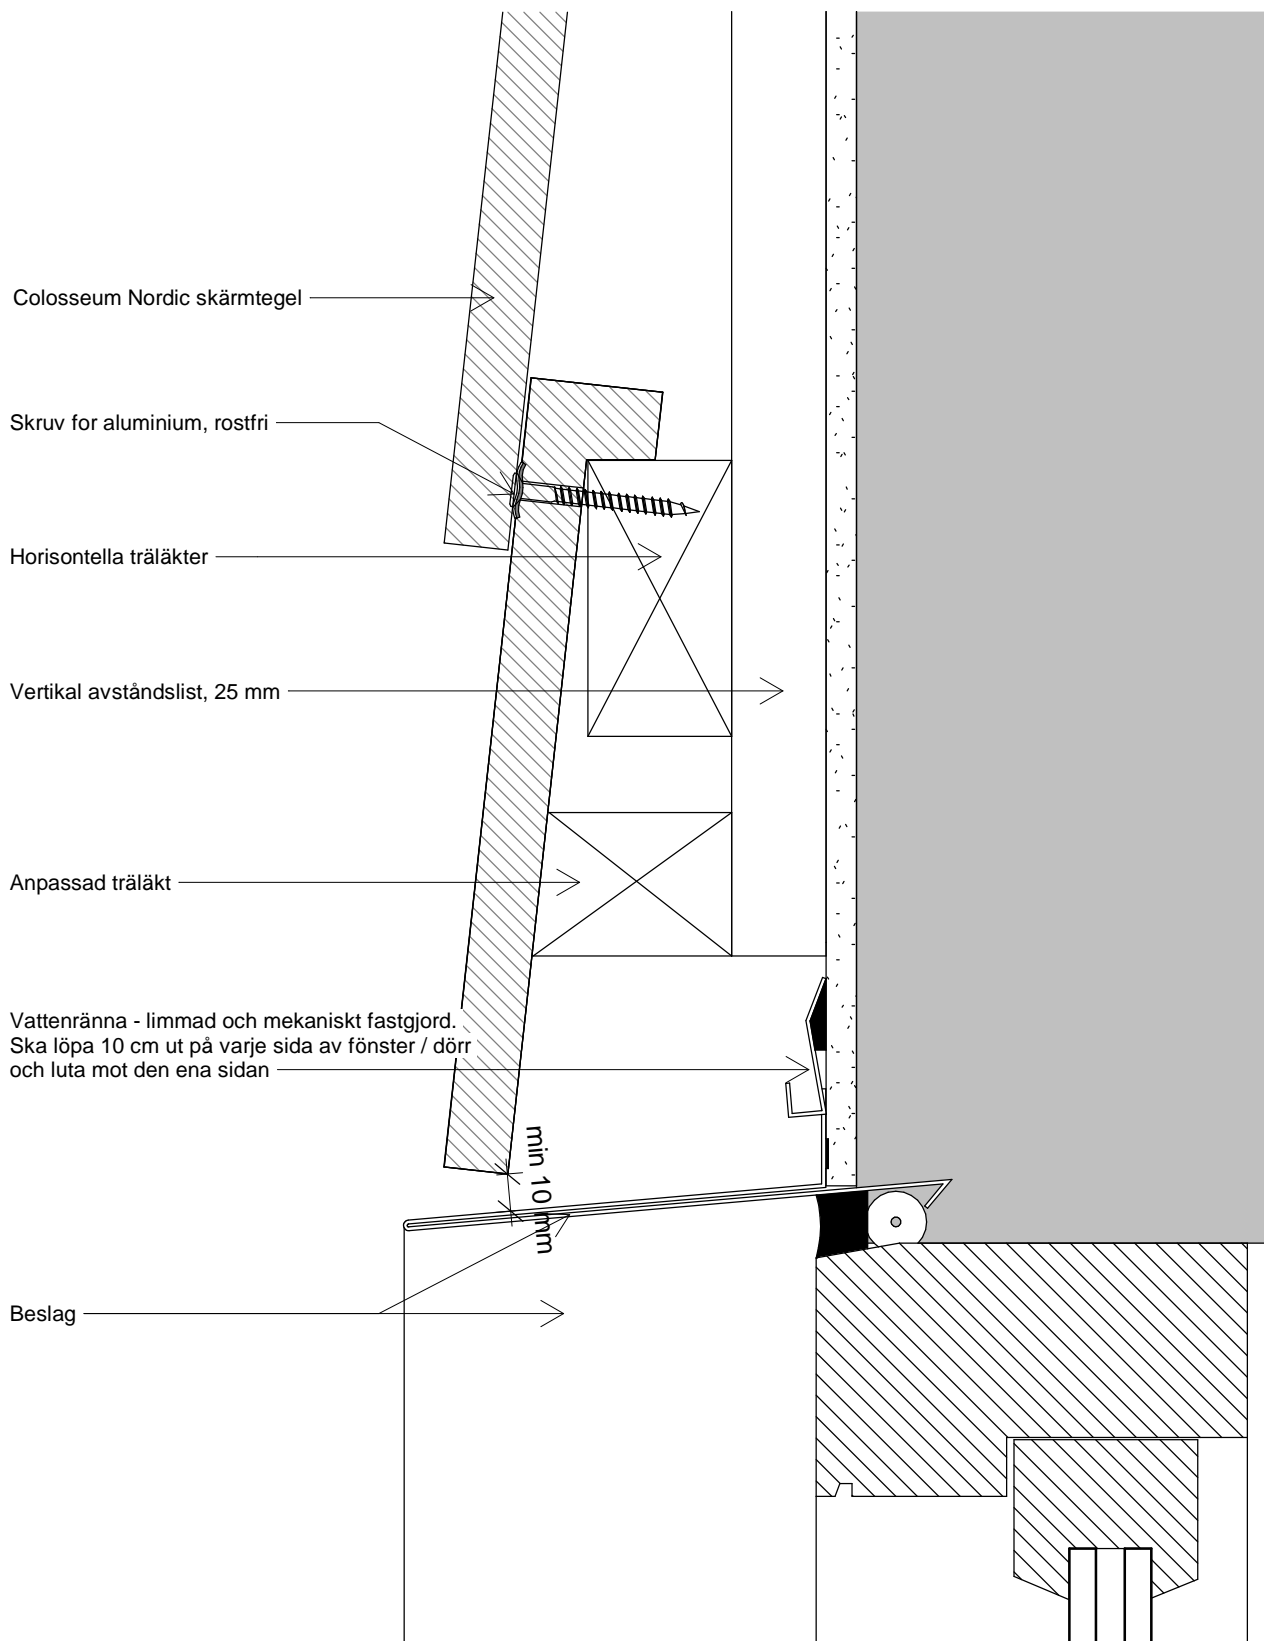 Colosseum Nordic skärmtegel
Skruv for aluminium, rostfri
Horisontella träläkter
Vertikal avståndslist, 25 mm
Anpassad träläkt
Vattenränna - limmad och mekaniskt fastgjord.
Ska löpa 10 cm ut på varje sida av fönster / dörr
och luta mot den ena sidan
min 10 mm
Beslag